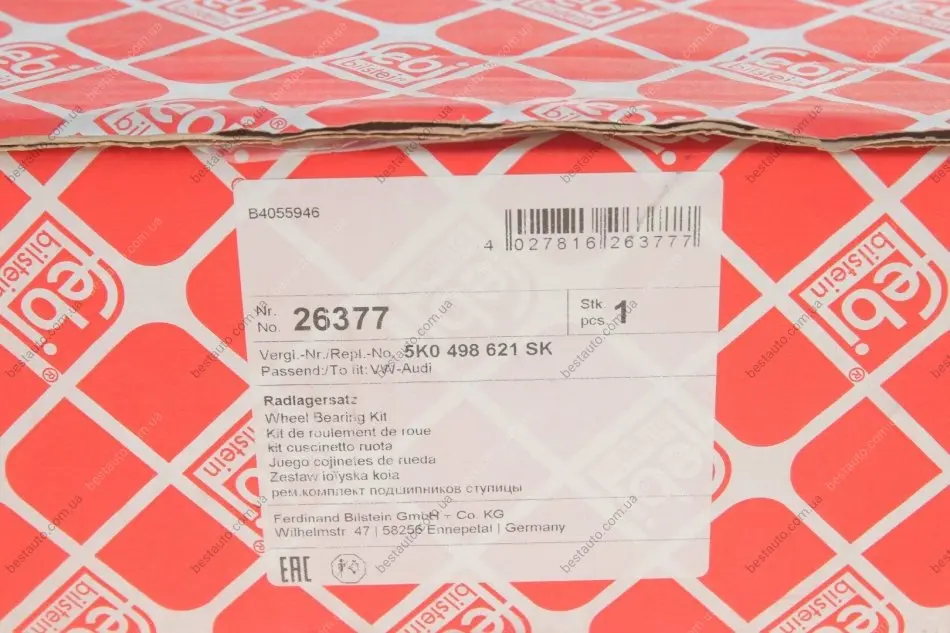 B4055946
4 027816 263777
Nr.
No. 26377
Stk
pcs. 1
Vergl.-Nr./Repl.-No. 5K0 498 621 SK
Passend:/To fit: VW-Audi
Radlagersatz
Wheel Bearing Kit
Kit de roulement de roue
kit cuscinetto ruota
Juego cojinetes de rueda
Zestaw łożyska koła
рем.комплект подшипников ступицы
Ferdinand Bilstein GmbH + Co. KG
Wilhelmstr. 47 | 58256 Ennepetal | Germany
EAC
febi
bilstein
bestauto.com.ua